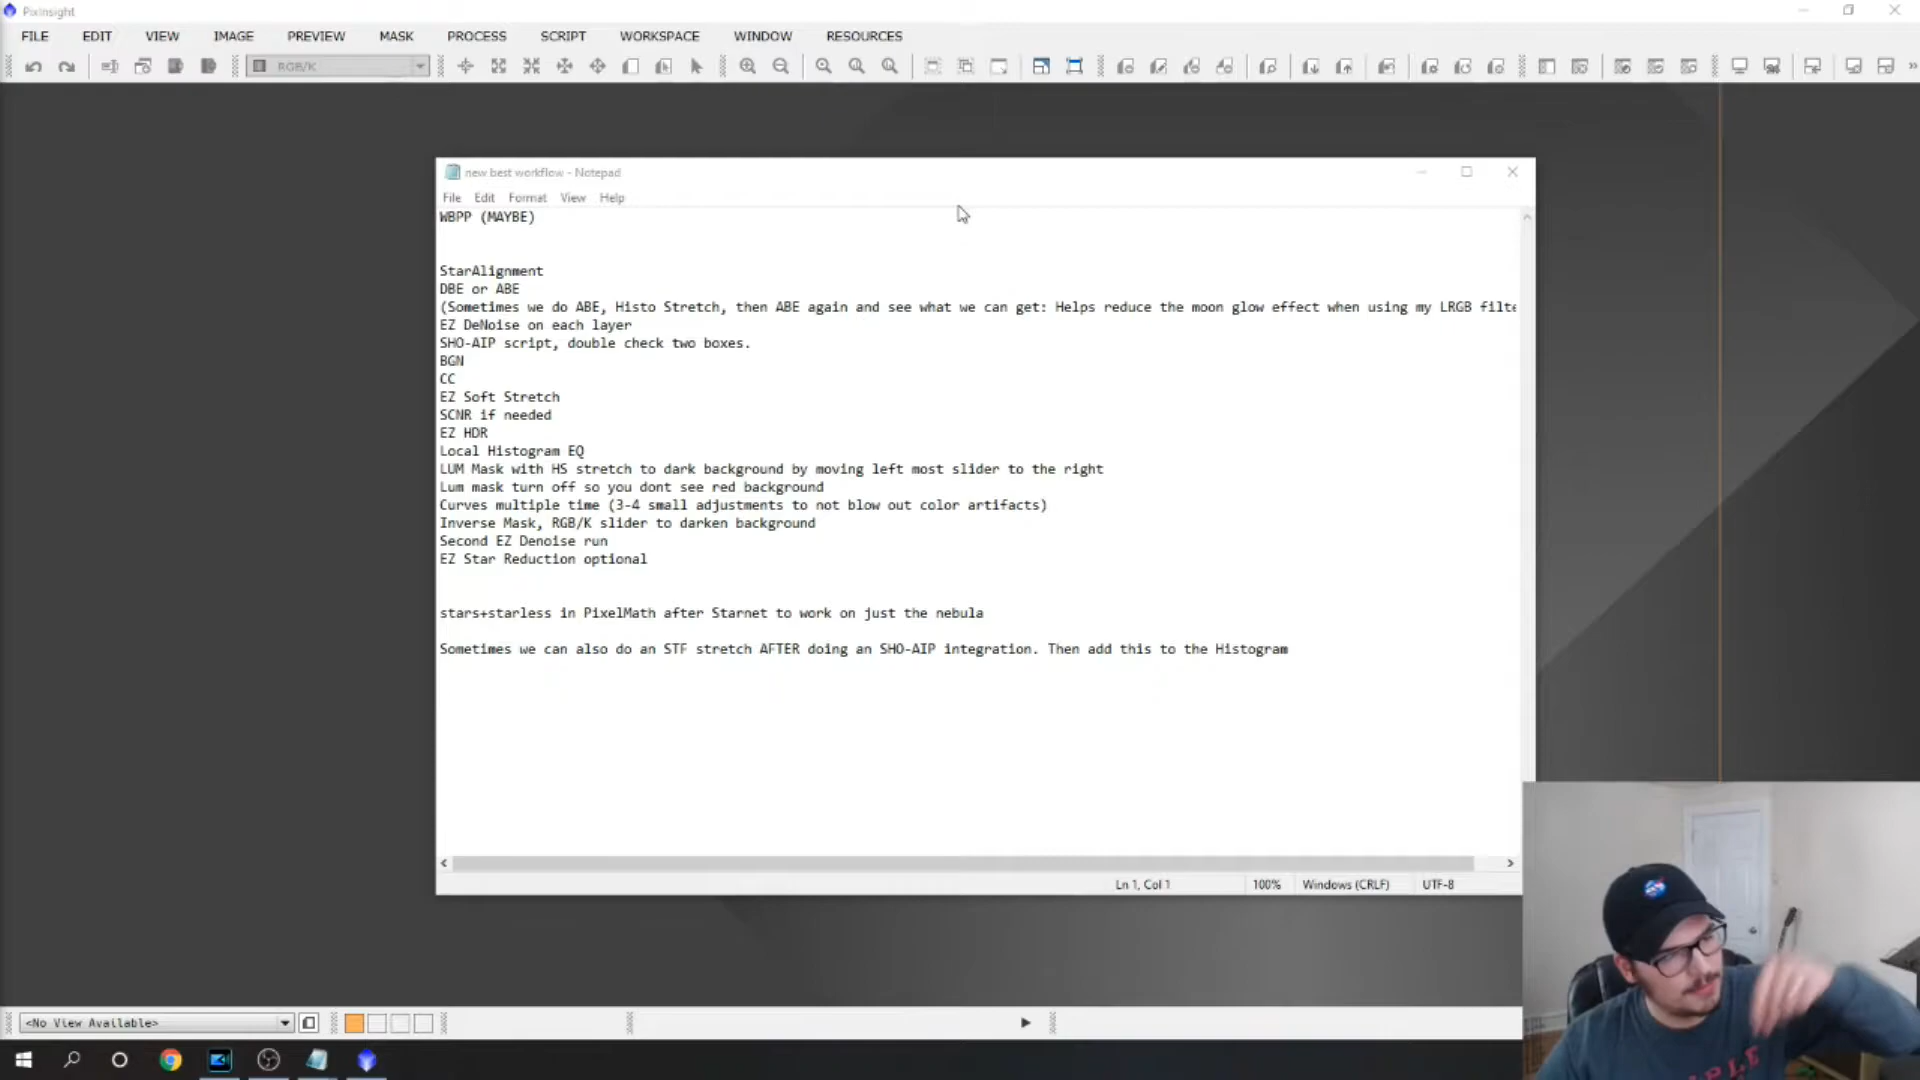 PixInsight
FILE EDIT VIEW IMAGE PREVIEW MASK PROCESS SCRIPT WORKSPACE WINDOW RESOURCES
RGB/K
new best workflow - Notepad
File Edit Format View Help
WBPP (MAYBE)
StarAlignment
DBE or ABE
(Sometimes we do ABE, Histo Stretch, then ABE again and see what we can get: Helps reduce the moon glow effect when using my LRGB filte
EZ DeNoise on each layer
SHO-AIP script, double check two boxes.
BGN
CC
EZ Soft Stretch
SCNR if needed
EZ HDR
Local Histogram EQ
LUM Mask with HS stretch to dark background by moving left most slider to the right
Lum mask turn off so you dont see red background
Curves multiple time (3-4 small adjustments to not blow out color artifacts)
Inverse Mask, RGB/K slider to darken background
Second EZ Denoise run
EZ Star Reduction optional
stars+starless in PixelMath after Starnet to work on just the nebula
Sometimes we can also do an STF stretch AFTER doing an SHO-AIP integration. Then add this to the Histogram
Ln 1, Col 1 100% Windows (CRLF) UTF-8
<No View Available>